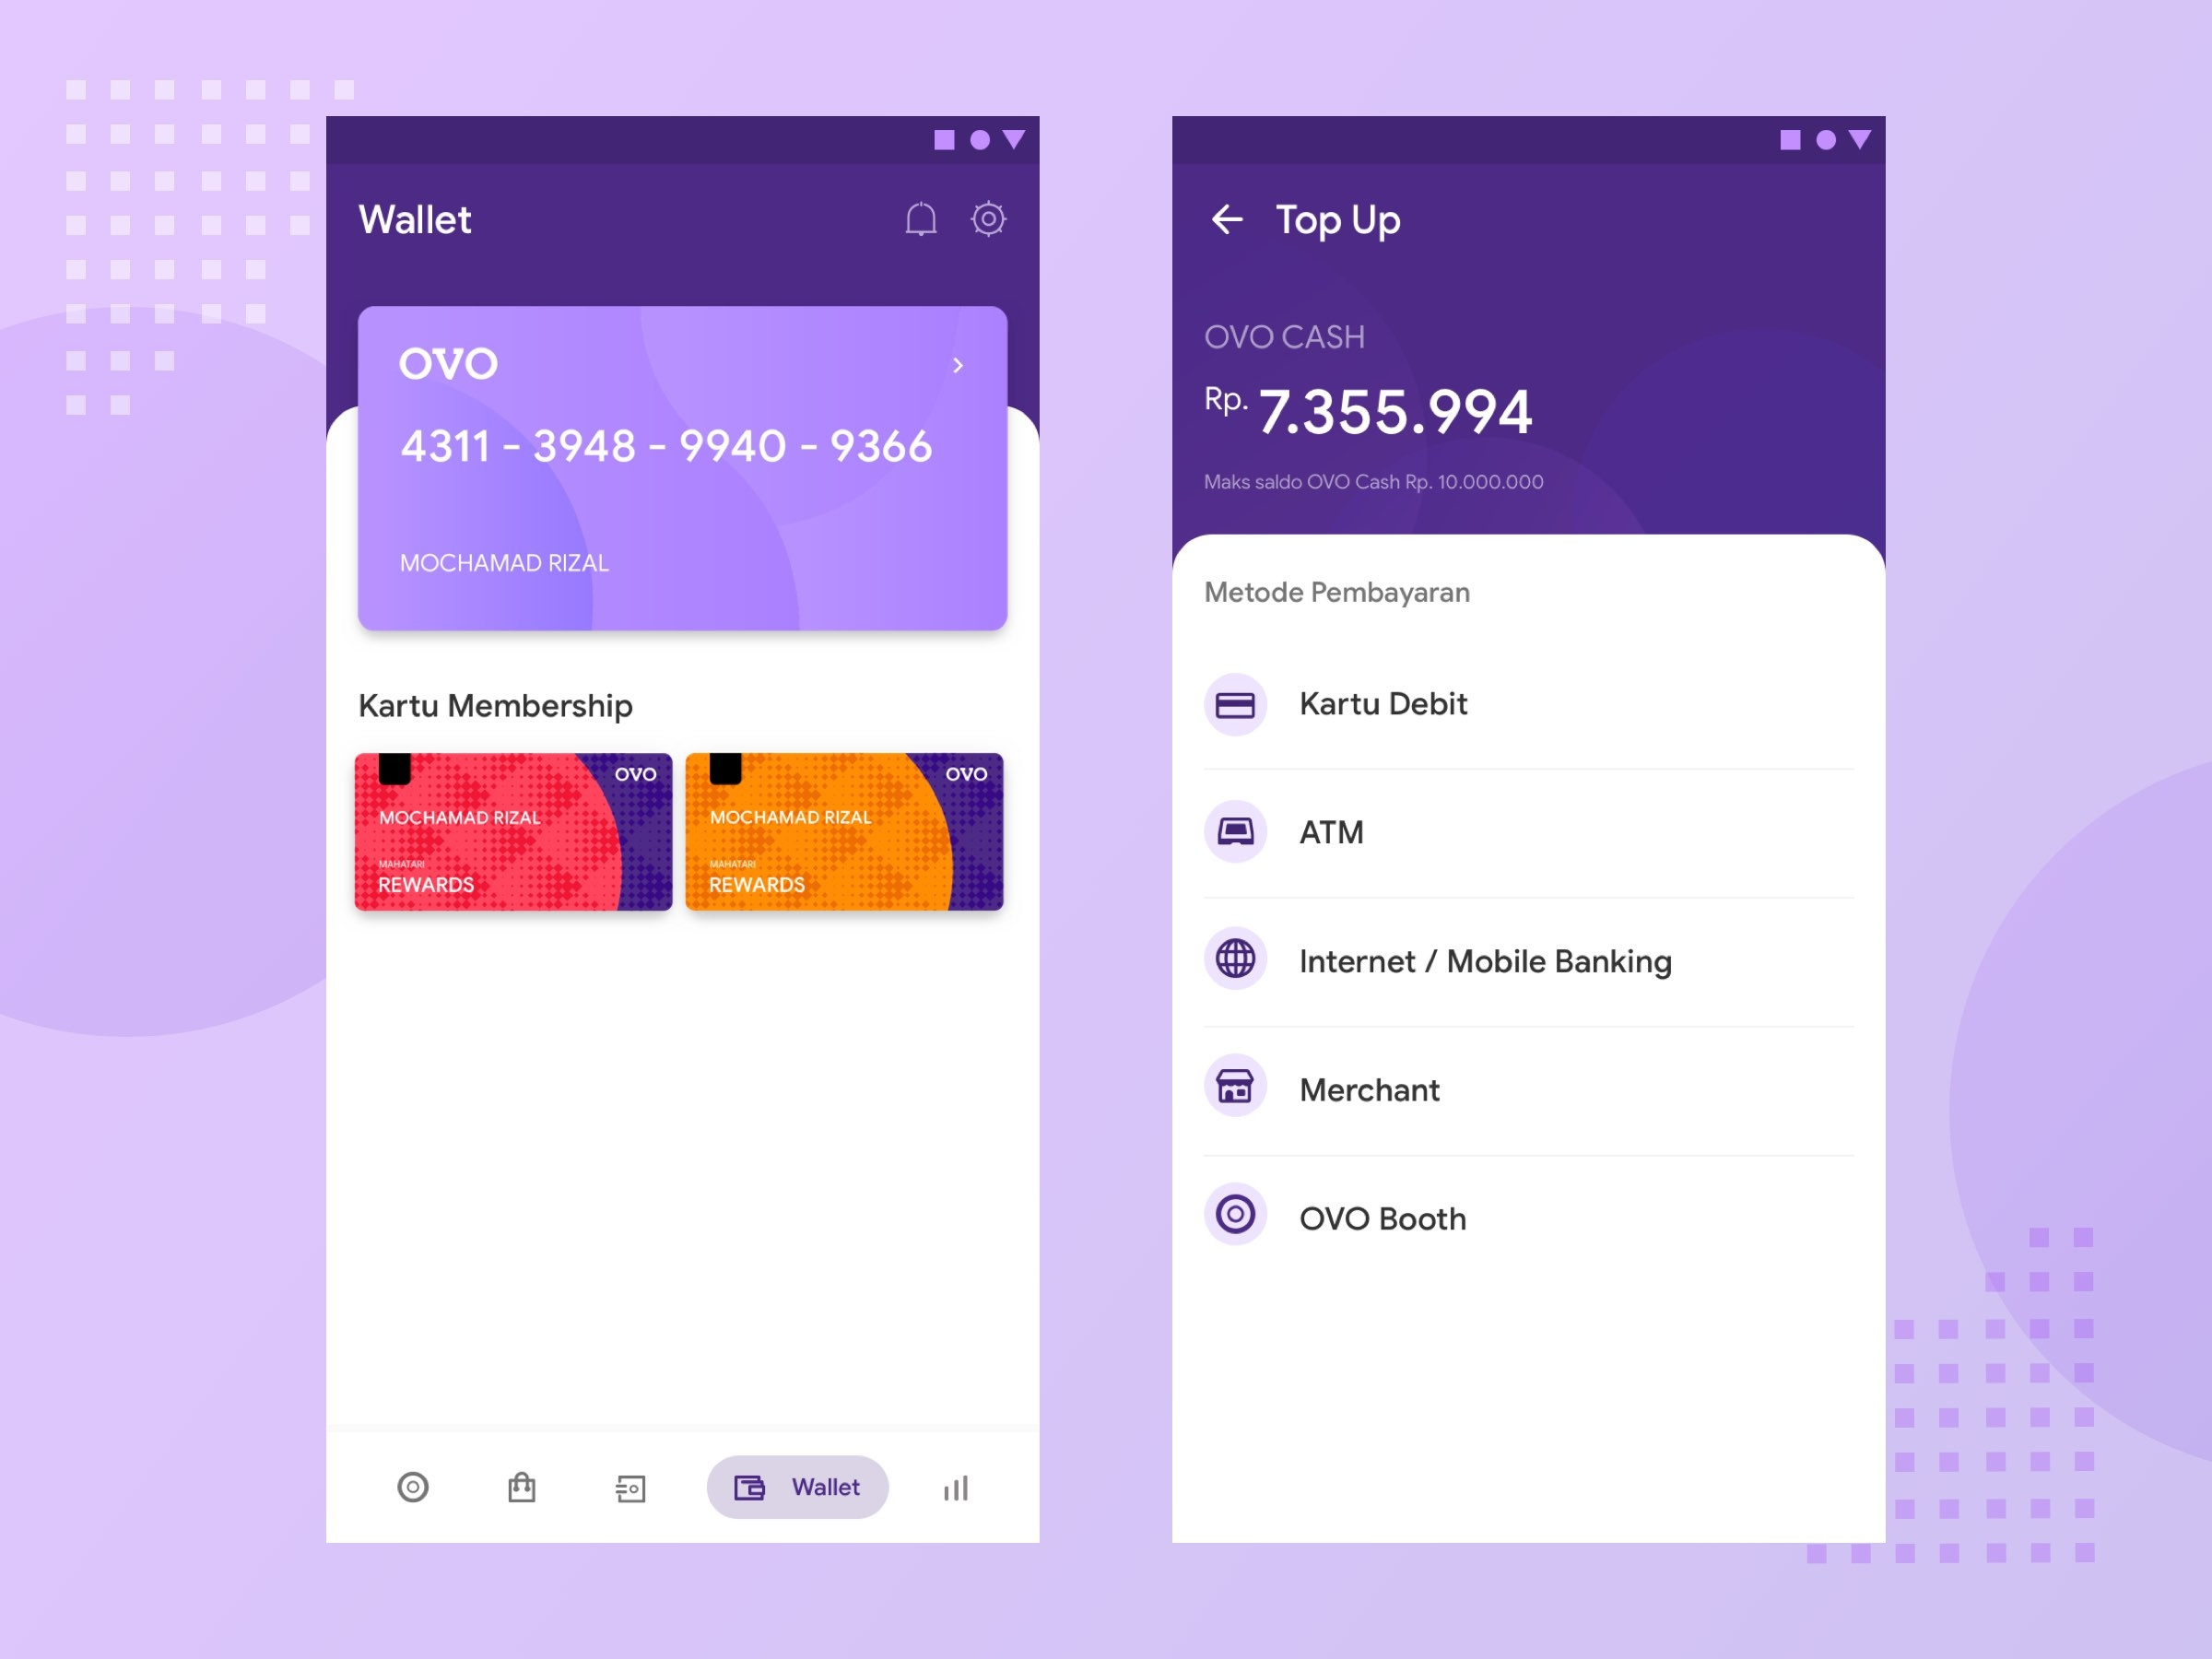 Wallet
OVO
4311 - 3948 - 9940 - 9366
MOCHAMAD RIZAL
Kartu Membership
OVO
MOCHAMAD RIZAL
MAHATARI
REWARDS
OVO
MOCHAMAD RIZAL
MAHATARI
REWARDS
Wallet
Top Up
OVO CASH
Rp. 7.355.994
Maks saldo OVO Cash Rp. 10.000.000
Metode Pembayaran
Kartu Debit
ATM
Internet / Mobile Banking
Merchant
OVO Booth